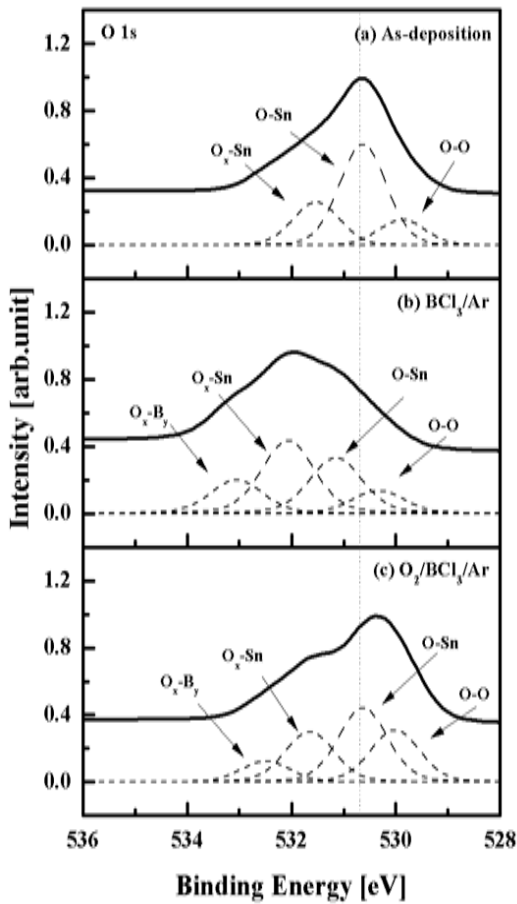 O 1s
(a) As-deposition
1.2
0.8
0.4
0.0
O-Sn
Oₓ-Sn
O-O
(b) BCl₃/Ar
1.2
0.8
0.4
0.0
Oₓ-Sn
O-Sn
Oₓ-Bᵧ
O-O
(c) O₂/BCl₃/Ar
1.2
0.8
0.4
0.0
Oₓ-Sn
O-Sn
Oₓ-Bᵧ
O-O
536
534
532
530
528
Intensity [arb.unit]
Binding Energy [eV]